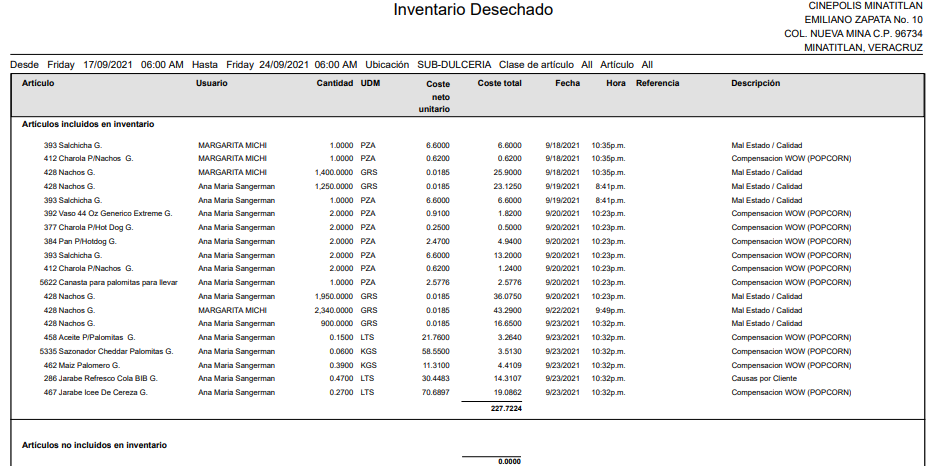 Inventario Desechado
CINEPOLIS MINATITLAN
EMILIANO ZAPATA No. 10
COL. NUEVA MINA C.P. 96734
MINATITLAN, VERACRUZ
Desde Friday 17/09/2021 06:00 AM Hasta Friday 24/09/2021 06:00 AM Ubicación SUB-DULCERIA Clase de artículo All Artículo All
Artículo Usuario Cantidad UDM Coste neto unitario Coste total Fecha Hora Referencia Descripción
Artículos incluidos en inventario
393 Salchicha G. MARGARITA MICHI 1.0000 PZA 6.6000 6.6000 9/18/2021 10:35p.m. Mal Estado / Calidad
412 Charola P/Nachos G. MARGARITA MICHI 1.0000 PZA 0.6200 0.6200 9/18/2021 10:35p.m. Compensacion WOW (POPCORN)
428 Nachos G. MARGARITA MICHI 1,400.0000 GRS 0.0185 25.9000 9/18/2021 10:35p.m. Mal Estado / Calidad
428 Nachos G. Ana Maria Sangerman 1,250.0000 GRS 0.0185 23.1250 9/19/2021 8:41p.m. Mal Estado / Calidad
393 Salchicha G. Ana Maria Sangerman 1.0000 PZA 6.6000 6.6000 9/19/2021 8:41p.m. Mal Estado / Calidad
392 Vaso 44 Oz Generico Extreme G. Ana Maria Sangerman 2.0000 PZA 0.9100 1.8200 9/20/2021 10:23p.m. Compensacion WOW (POPCORN)
377 Charola P/Hot Dog G. Ana Maria Sangerman 2.0000 PZA 0.2500 0.5000 9/20/2021 10:23p.m. Compensacion WOW (POPCORN)
384 Pan P/Hotdog G. Ana Maria Sangerman 2.0000 PZA 2.4700 4.9400 9/20/2021 10:23p.m. Compensacion WOW (POPCORN)
393 Salchicha G. Ana Maria Sangerman 2.0000 PZA 6.6000 13.2000 9/20/2021 10:23p.m. Compensacion WOW (POPCORN)
412 Charola P/Nachos G. Ana Maria Sangerman 2.0000 PZA 0.6200 1.2400 9/20/2021 10:23p.m. Compensacion WOW (POPCORN)
5622 Canasta para palomitas para llevar Ana Maria Sangerman 1.0000 PZA 2.5776 2.5776 9/20/2021 10:23p.m. Compensacion WOW (POPCORN)
428 Nachos G. Ana Maria Sangerman 1,950.0000 GRS 0.0185 36.0750 9/20/2021 10:23p.m. Mal Estado / Calidad
428 Nachos G. MARGARITA MICHI 2,340.0000 GRS 0.0185 43.2900 9/22/2021 9:49p.m. Mal Estado / Calidad
428 Nachos G. Ana Maria Sangerman 900.0000 GRS 0.0185 16.6500 9/23/2021 10:32p.m. Mal Estado / Calidad
458 Aceite P/Palomitas G. Ana Maria Sangerman 0.1500 LTS 21.7600 3.2640 9/23/2021 10:32p.m. Compensacion WOW (POPCORN)
5335 Sazonador Cheddar Palomitas G. Ana Maria Sangerman 0.0600 KGS 58.5500 3.5130 9/23/2021 10:32p.m. Compensacion WOW (POPCORN)
462 Maiz Palomero G. Ana Maria Sangerman 0.3900 KGS 11.3100 4.4109 9/23/2021 10:32p.m. Compensacion WOW (POPCORN)
286 Jarabe Refresco Cola BIB G. Ana Maria Sangerman 0.4700 LTS 30.4483 14.3107 9/23/2021 10:32p.m. Causas por Cliente
467 Jarabe Icee De Cereza G. Ana Maria Sangerman 0.2700 LTS 70.6897 19.0862 9/23/2021 10:32p.m. Compensacion WOW (POPCORN)
227.7224
Artículos no incluidos en inventario
0.0000